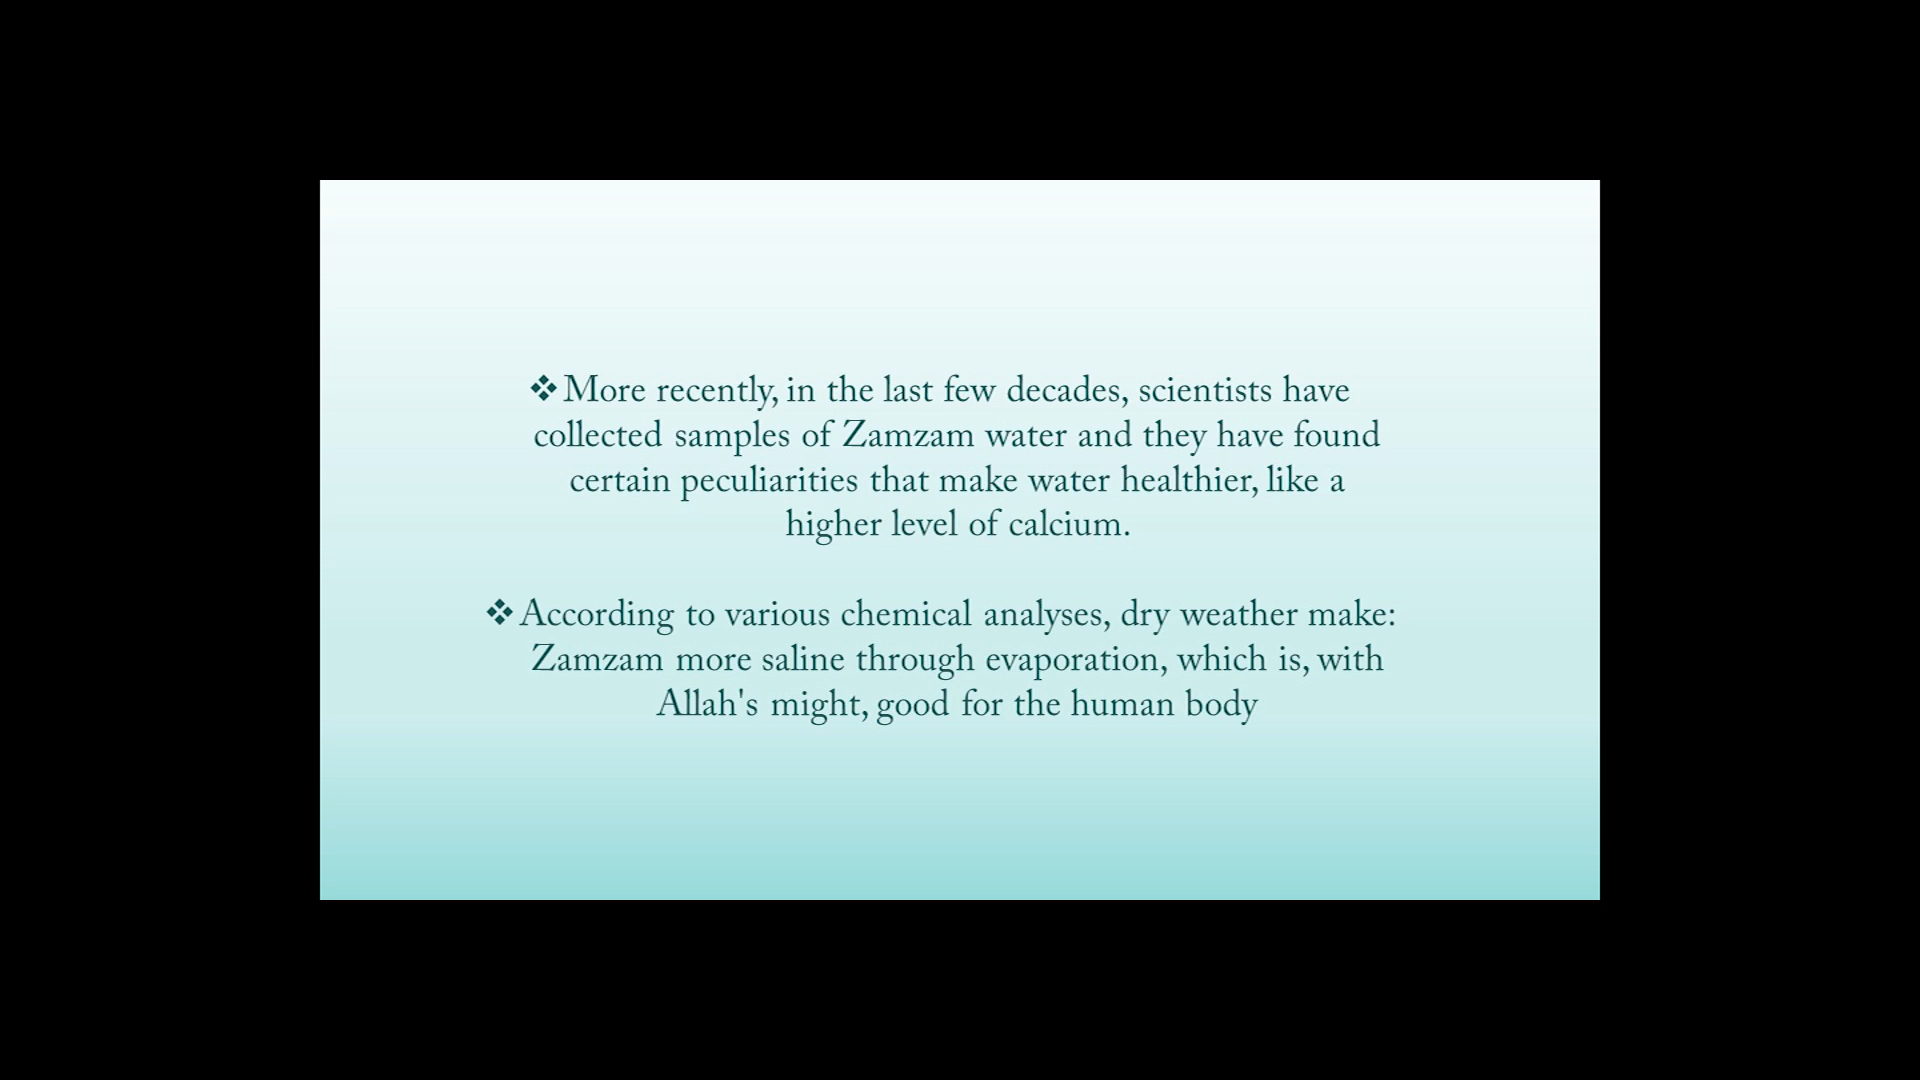 ❖More recently, in the last few decades, scientists have
collected samples of Zamzam water and they have found
certain peculiarities that make water healthier, like a
higher level of calcium.
❖According to various chemical analyses, dry weather make:
Zamzam more saline through evaporation, which is, with
Allah's might, good for the human body